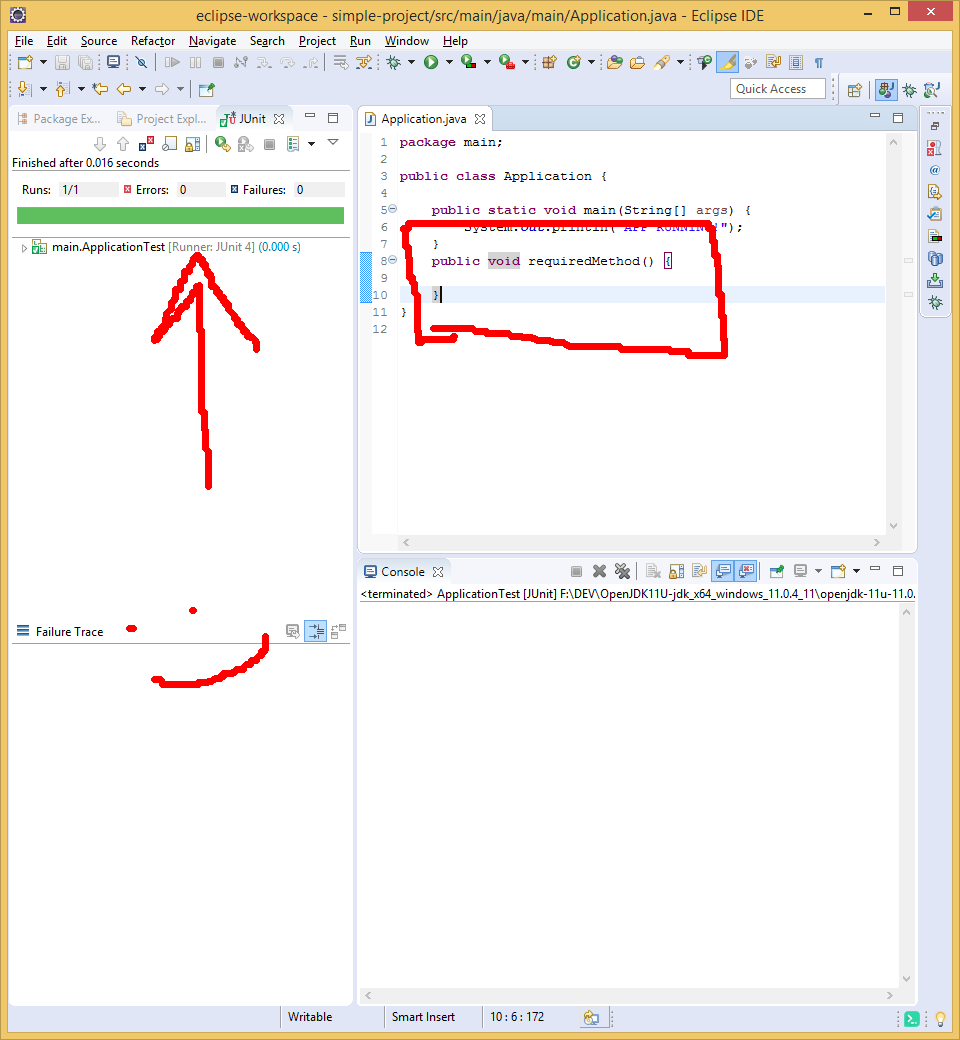 eclipse-workspace - simple-project/src/main/java/main/Application.java - Eclipse IDE
File Edit Source Refactor Navigate Search Project Run Window Help
Quick Access
Package Ex... Project Expl... JUnit
Finished after 0.016 seconds
Runs: 1/1 Errors: 0 Failures: 0
main.ApplicationTest [Runner: JUnit 4] (0.000 s)
Failure Trace
Application.java
1 package main;
2
3 public class Application {
4
5 public static void main(String[] args) {
6 System.out.println("APP RUNNING!");
7 }
8 public void requiredMethod() {
9
10 }
11 }
12
Console
<terminated> ApplicationTest [JUnit] F:\DEV\OpenJDK11U-jdk_x64_windows_11.0.4_11\openjdk-11u-11.0.
Writable Smart Insert 10 : 6 : 172